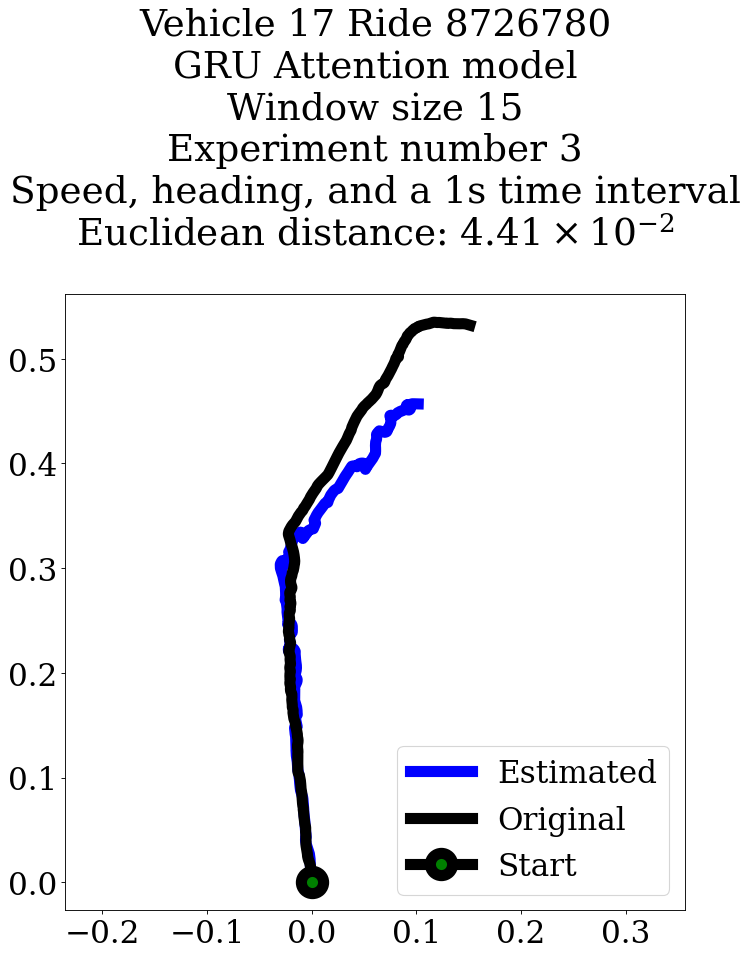 Vehicle 17 Ride 8726780
GRU Attention model
Window size 15
Experiment number 3
Speed, heading, and a 1s time interval
Euclidean distance: 4.41 × 10⁻²
0.5
0.4
0.3
0.2
0.1
0.0
Estimated
Original
Start
−0.2 −0.1 0.0 0.1 0.2 0.3